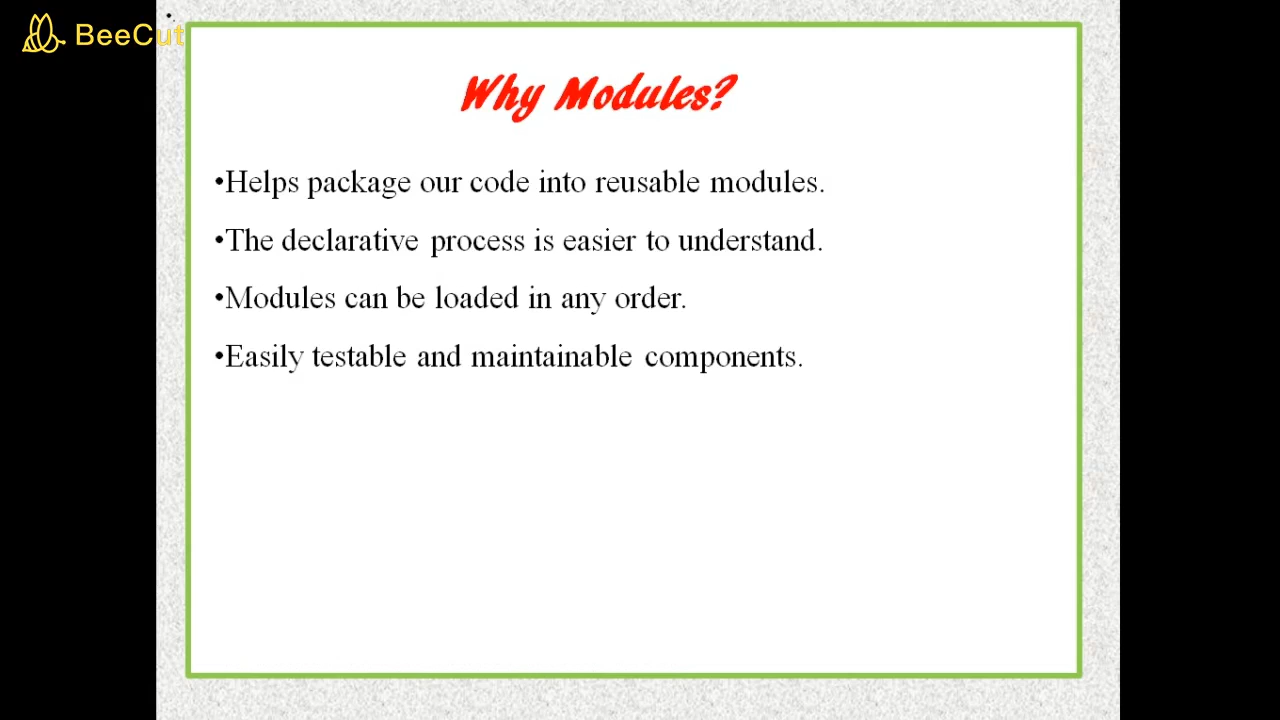 BeeCut
Why Modules?
•Helps package our code into reusable modules.
•The declarative process is easier to understand.
•Modules can be loaded in any order.
•Easily testable and maintainable components.